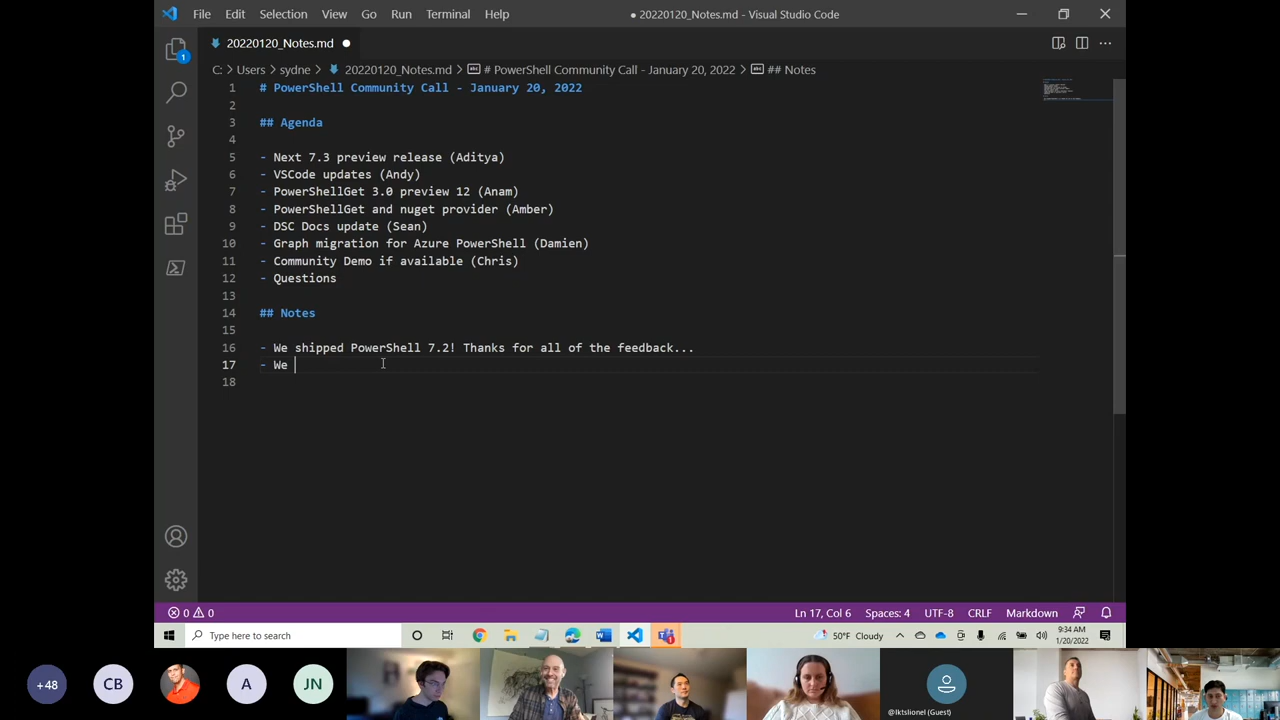 File Edit Selection View Go Run Terminal Help
● 20220120_Notes.md - Visual Studio Code
20220120_Notes.md ●
C: > Users > sydne > 20220120_Notes.md > # PowerShell Community Call - January 20, 2022 > ## Notes
1 # PowerShell Community Call - January 20, 2022
2
3 ## Agenda
4
5 - Next 7.3 preview release (Aditya)
6 - VSCode updates (Andy)
7 - PowerShellGet 3.0 preview 12 (Anam)
8 - PowerShellGet and nuget provider (Amber)
9 - DSC Docs update (Sean)
10 - Graph migration for Azure PowerShell (Damien)
11 - Community Demo if available (Chris)
12 - Questions
13
14 ## Notes
15
16 - We shipped PowerShell 7.2! Thanks for all of the feedback...
17 - We
18
1
0 0 Ln 17, Col 6 Spaces: 4 UTF-8 CRLF Markdown
Type here to search
50°F Cloudy
9:34 AM
1/20/2022
+48 CB A JN
@lktslionel (Guest)